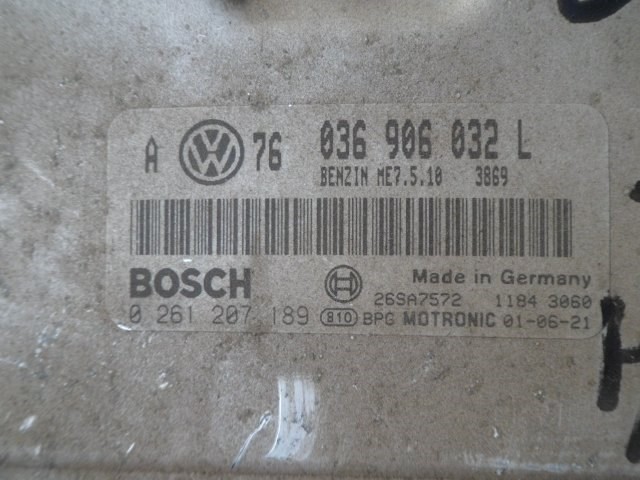 A VW 76 036 906 032 L
BENZIN ME7.5.10 3869
BOSCH Made in Germany
26SA7572 1184 3060
0 261 207 189 810 BPG MOTRONIC 01-06-21